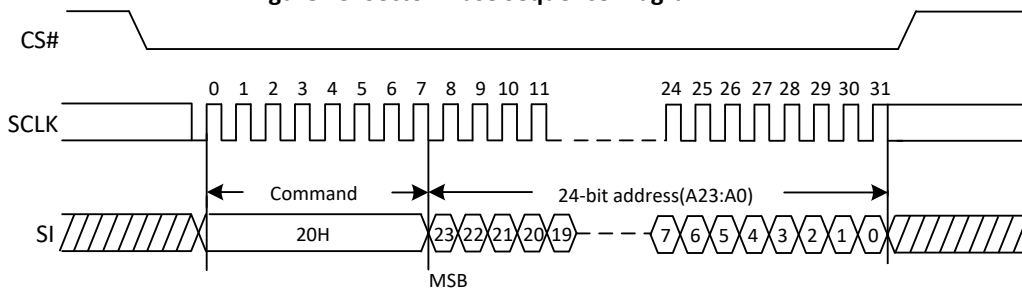 CS#
0 1 2 3 4 5 6 7 8 9 10 11 24 25 26 27 28 29 30 31
SCLK
Command 24-bit address(A23:A0)
SI 20H 23 22 21 20 19 7 6 5 4 3 2 1 0
MSB